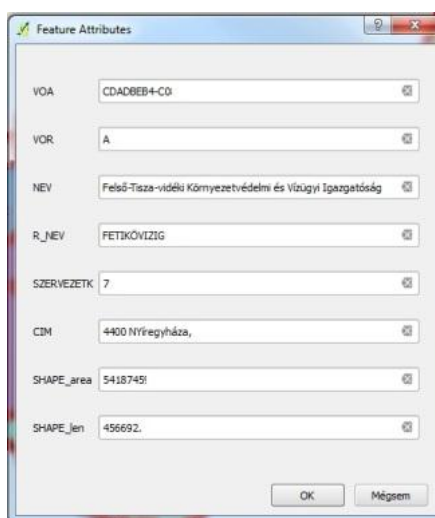 Feature Attributes
VOA CDADBEB4-C0
VOR A
NEV Felső-Tisza-vidéki Környezetvédelmi és Vízügyi Igazgatóság
R_NEV FETIKÖVIZIG
SZERVEZETK 7
CIM 4400 NYíregyháza,
SHAPE_area 5418745
SHAPE_len 456692.
OK Mégsem